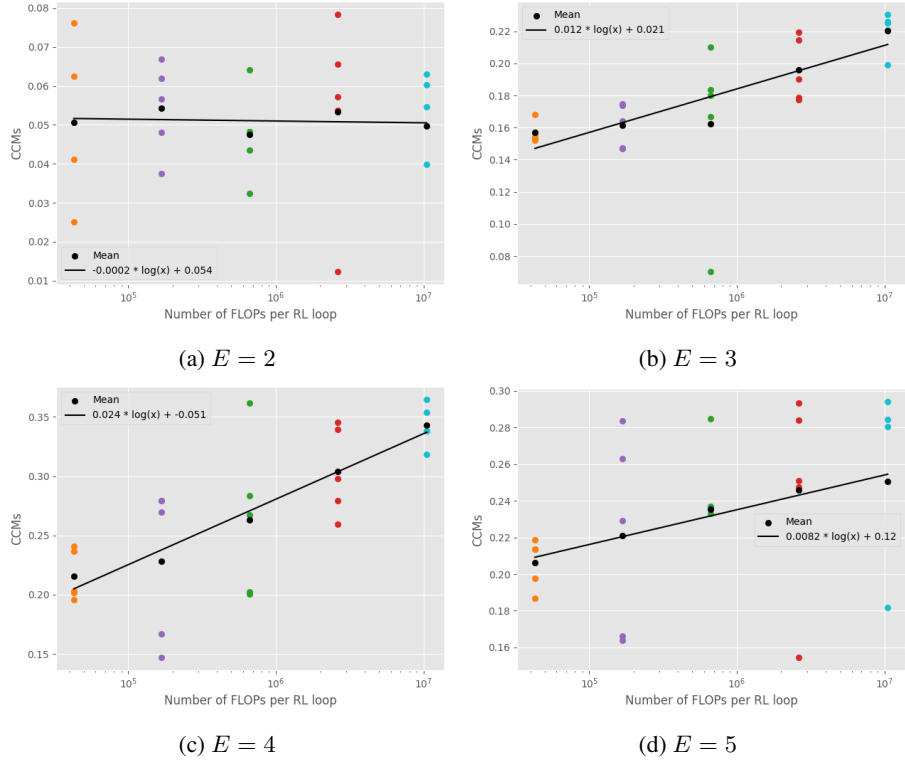 0.08
0.07
0.06
0.05
0.04
0.03
0.02
0.01
CCMs
Mean
-0.0002 * log(x) + 0.054
10^5
10^6
10^7
Number of FLOPs per RL loop
(a) E = 2
0.22
0.20
0.18
0.16
0.14
0.12
0.10
0.08
CCMs
Mean
0.012 * log(x) + 0.021
10^5
10^6
10^7
Number of FLOPs per RL loop
(b) E = 3
0.35
0.30
0.25
0.20
0.15
CCMs
Mean
0.024 * log(x) + -0.051
10^5
10^6
10^7
Number of FLOPs per RL loop
(c) E = 4
0.30
0.28
0.26
0.24
0.22
0.20
0.18
0.16
CCMs
Mean
0.0082 * log(x) + 0.12
10^5
10^6
10^7
Number of FLOPs per RL loop
(d) E = 5